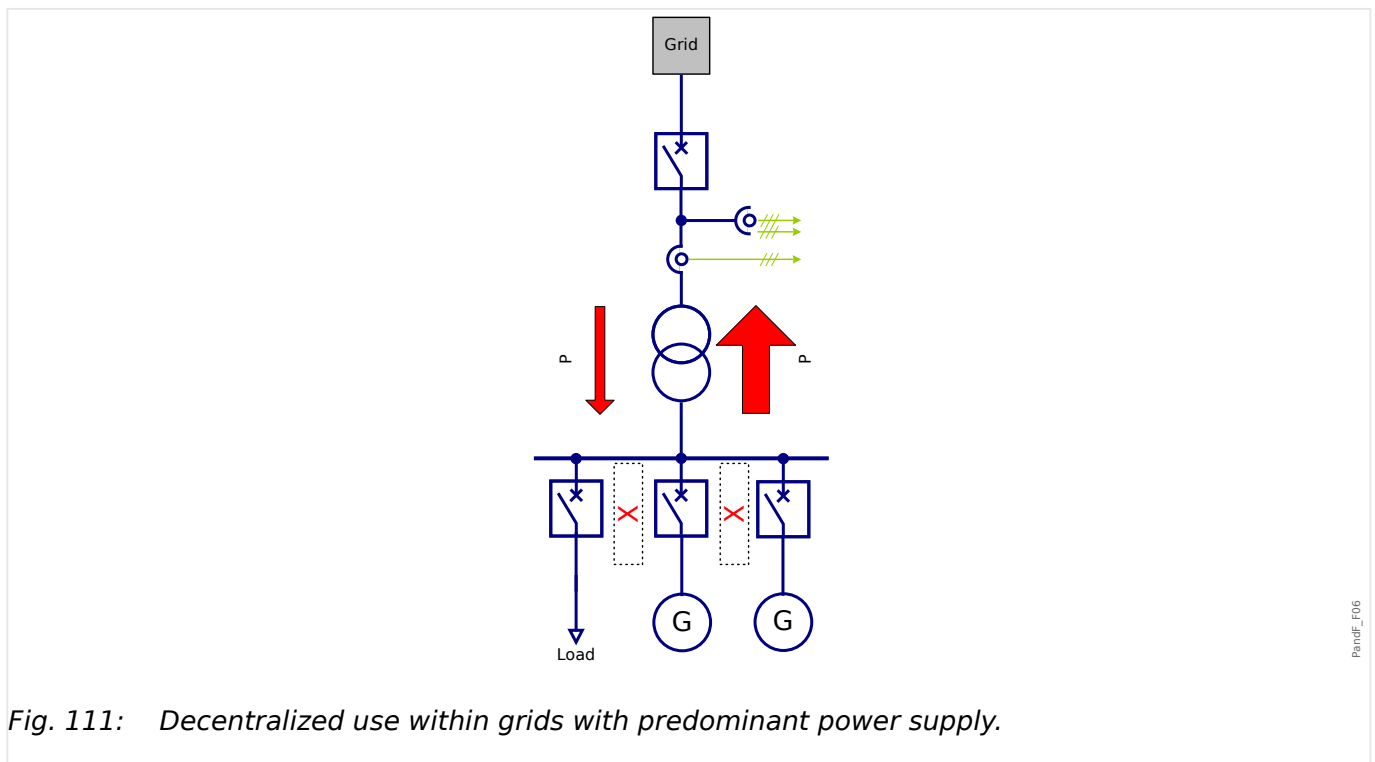 Grid
P
P
G
G
Load
PandF_F06
Fig. 111: Decentralized use within grids with predominant power supply.